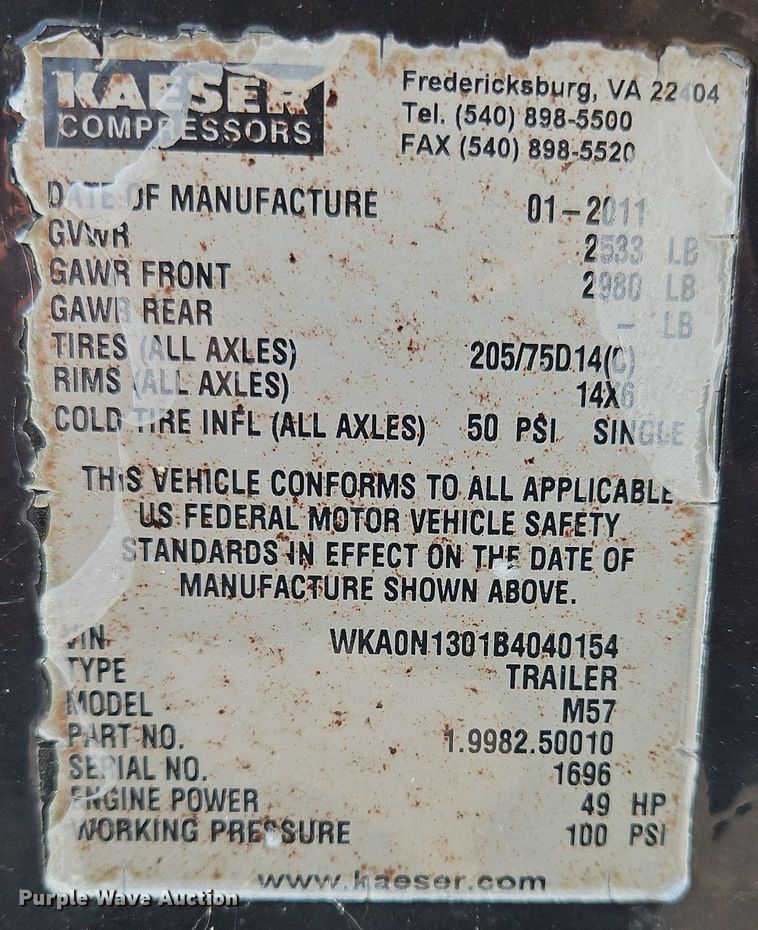 KAESER
COMPRESSORS
Fredericksburg, VA 22404
Tel. (540) 898-5500
FAX (540) 898-5520
DATE OF MANUFACTURE 01-2011
GVWR 2533 LB
GAWR FRONT 2980 LB
GAWR REAR - LB
TIRES (ALL AXLES) 205/75D14(C)
RIMS (ALL AXLES) 14X6
COLD TIRE INFL (ALL AXLES) 50 PSI SINGLE
THIS VEHICLE CONFORMS TO ALL APPLICABLE
US FEDERAL MOTOR VEHICLE SAFETY
STANDARDS IN EFFECT ON THE DATE OF
MANUFACTURE SHOWN ABOVE.
VIN WKA0N1301B4040154
TYPE TRAILER
MODEL M57
PART NO. 1.9982.50010
SERIAL NO. 1696
ENGINE POWER 49 HP
WORKING PRESSURE 100 PSI
www.kaeser.com
Purple Wave Auction